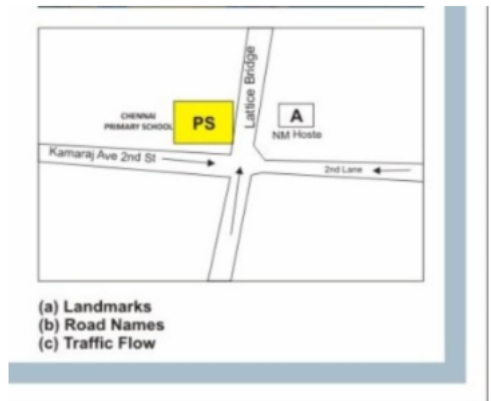 Lattice Bridge
CHENNAI
PRIMARY SCHOOL
PS
A
NM Hoste
Kamaraj Ave 2nd St
2nd Lane
(a) Landmarks
(b) Road Names
(c) Traffic Flow